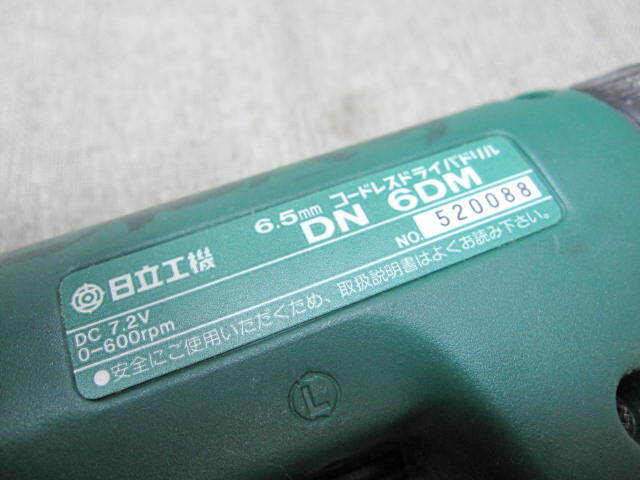 6.5mm コードレスドライバドリル
DN 6DM
日立工機
NO. 520088
DC 7.2V
0-600rpm
●安全にご使用いただくため、取扱説明書はよくお読み下さい。
L